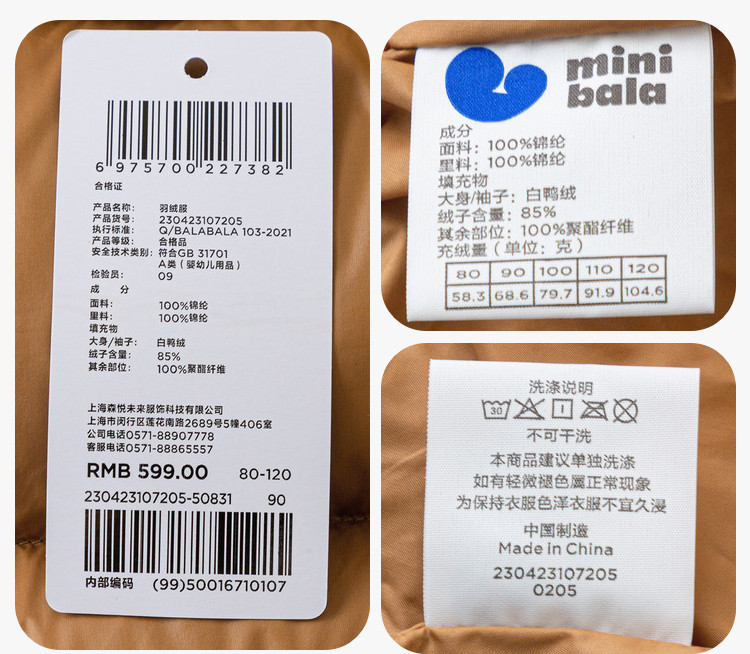 6 975700 227382
合格证
产品名称: 羽绒服
产品货号: 230423107205
执行标准: Q/BALABALA 103-2021
产品等级: 合格品
安全技术类别: 符合GB 31701
A类 (婴幼儿用品)
检验员: 09
成 分
面料: 100%锦纶
里料: 100%锦纶
填充物
大身/袖子: 白鸭绒
绒子含量: 85%
其余部位: 100%聚酯纤维
上海森悦未来服饰科技有限公司
上海市闵行区莲花南路2689号5幢406室
公司电话0571-88907778
客服电话0571-88865557
RMB 599.00 80-120
230423107205-50831 90
内部编码 (99)50016710107
mini
bala
成分
面料: 100%锦纶
里料: 100%锦纶
填充物
大身/袖子: 白鸭绒
绒子含量: 85%
其余部位: 100%聚酯纤维
充绒量 (单位: 克)
80 90 100 110 120
58.3 68.6 79.7 91.9 104.6
洗涤说明
30
不可干洗
本商品建议单独洗涤
如有轻微褪色属正常现象
为保持衣服色泽衣服不宜久浸
中国制造
Made in China
230423107205
0205